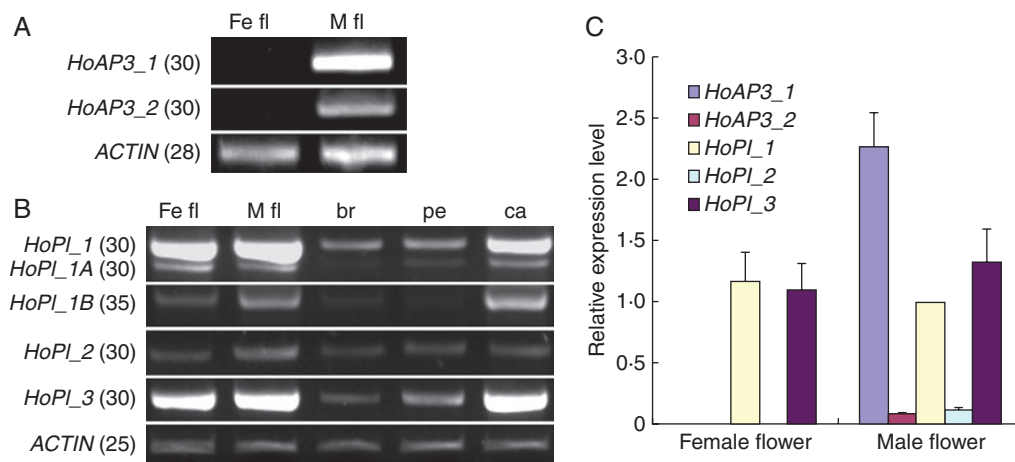 A
Fe fl M fl
HoAP3_1 (30)
HoAP3_2 (30)
ACTIN (28)
B
Fe fl M fl br pe ca
HoPI_1 (30)
HoPI_1A (30)
HoPI_1B (35)
HoPI_2 (30)
HoPI_3 (30)
ACTIN (25)
C
3·0
2·5
2·0
1·5
1·0
0·5
0
Relative expression level
HoAP3_1
HoAP3_2
HoPI_1
HoPI_2
HoPI_3
Female flower Male flower